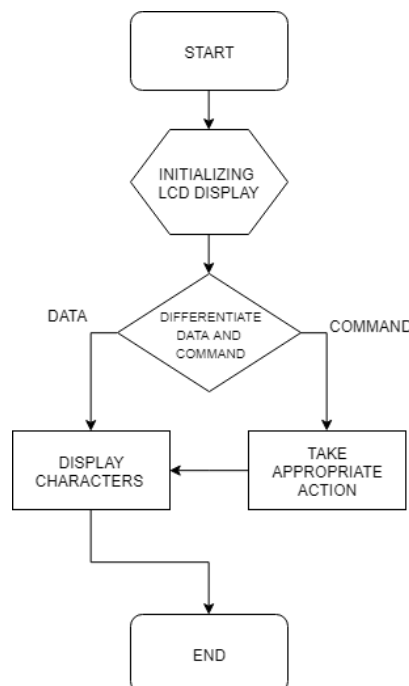 START
INITIALIZING
LCD DISPLAY
DIFFERENTIATE
DATA AND
COMMAND
DATA
COMMAND
DISPLAY
CHARACTERS
TAKE
APPROPRIATE
ACTION
END